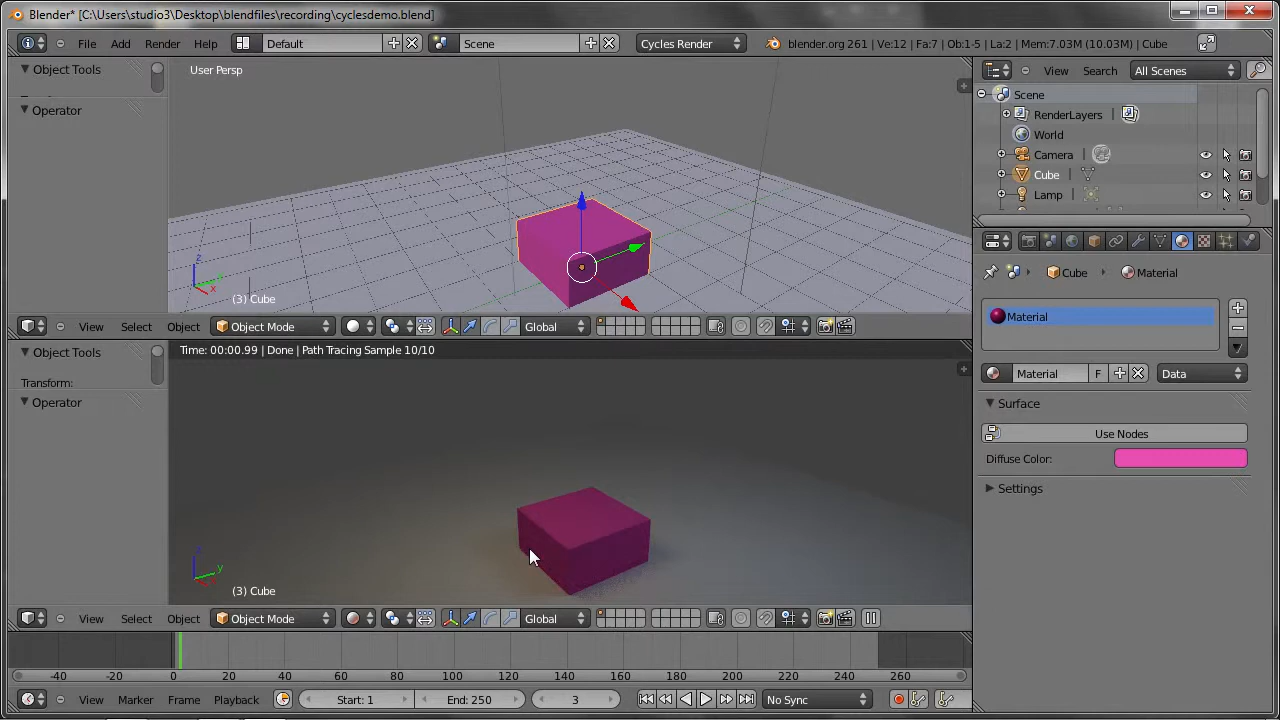 Blender* [C:\Users\studio3\Desktop\blendfiles\recording\cyclesdemo.blend]
File Add Render Help Default Scene Cycles Render blender.org 261 | Ve:12 | Fa:7 | Ob:1-5 | La:2 | Mem:7.03M (10.03M) | Cube
Object Tools
Operator
User Persp
z
y
x
(3) Cube
View Select Object Object Mode Global
Object Tools
Transform:
Operator
Time: 00:00.99 | Done | Path Tracing Sample 10/10
y
(3) Cube
View Select Object Object Mode Global
-40 -20 0 20 40 60 80 100 120 140 160 180 200 220 240 260
View Marker Frame Playback Start: 1 End: 250 3 No Sync
View Search All Scenes
Scene
RenderLayers
World
Camera
Cube
Lamp
Cube Material
Material
Material F Data
Surface
Use Nodes
Diffuse Color:
Settings